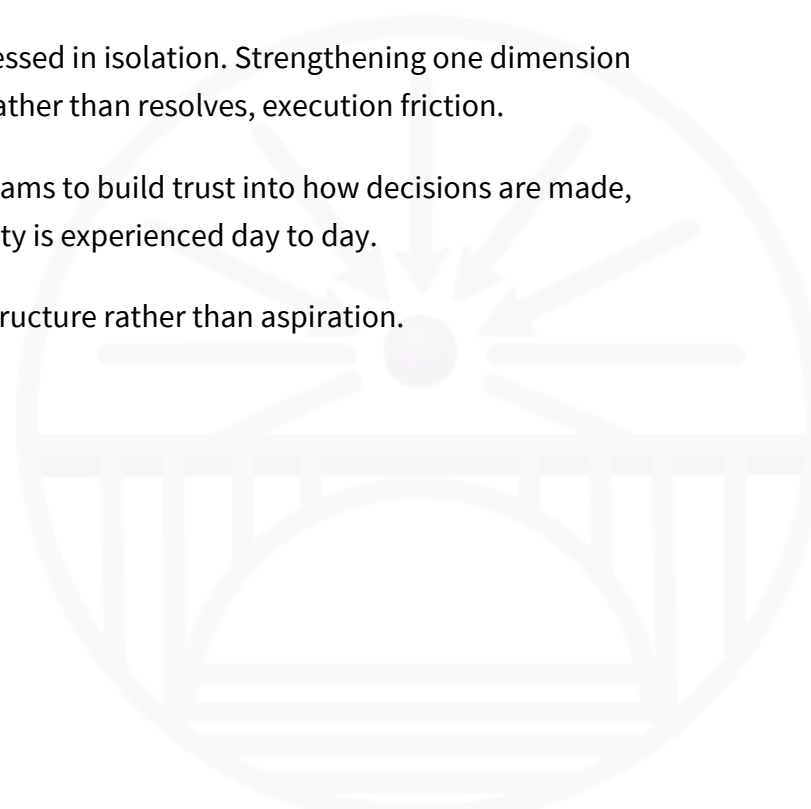 essed in isolation. Strengthening one dimension
ather than resolves, execution friction.
ams to build trust into how decisions are made,
ty is experienced day to day.
ructure rather than aspiration.